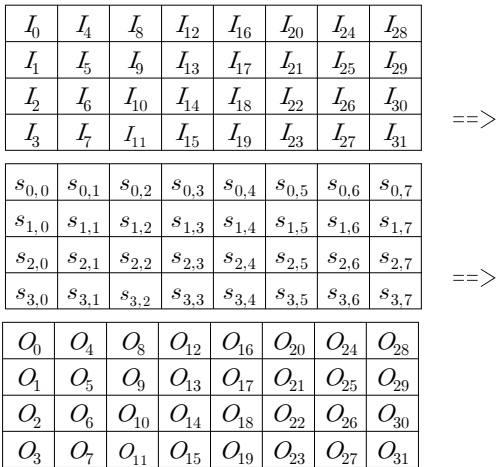 I₀ I₄ I₈ I₁₂ I₁₆ I₂₀ I₂₄ I₂₈
I₁ I₅ I₉ I₁₃ I₁₇ I₂₁ I₂₅ I₂₉
I₂ I₆ I₁₀ I₁₄ I₁₈ I₂₂ I₂₆ I₃₀
==>
I₃ I₇ I₁₁ I₁₅ I₁₉ I₂₃ I₂₇ I₃₁
s₀,₀ s₀,₁ s₀,₂ s₀,₃ s₀,₄ s₀,₅ s₀,₆ s₀,₇
s₁,₀ s₁,₁ s₁,₂ s₁,₃ s₁,₄ s₁,₅ s₁,₆ s₁,₇
s₂,₀ s₂,₁ s₂,₂ s₂,₃ s₂,₄ s₂,₅ s₂,₆ s₂,₇
==>
s₃,₀ s₃,₁ s₃,₂ s₃,₃ s₃,₄ s₃,₅ s₃,₆ s₃,₇
O₀ O₄ O₈ O₁₂ O₁₆ O₂₀ O₂₄ O₂₈
O₁ O₅ O₉ O₁₃ O₁₇ O₂₁ O₂₅ O₂₉
O₂ O₆ O₁₀ O₁₄ O₁₈ O₂₂ O₂₆ O₃₀
O₃ O₇ O₁₁ O₁₅ O₁₉ O₂₃ O₂₇ O₃₁